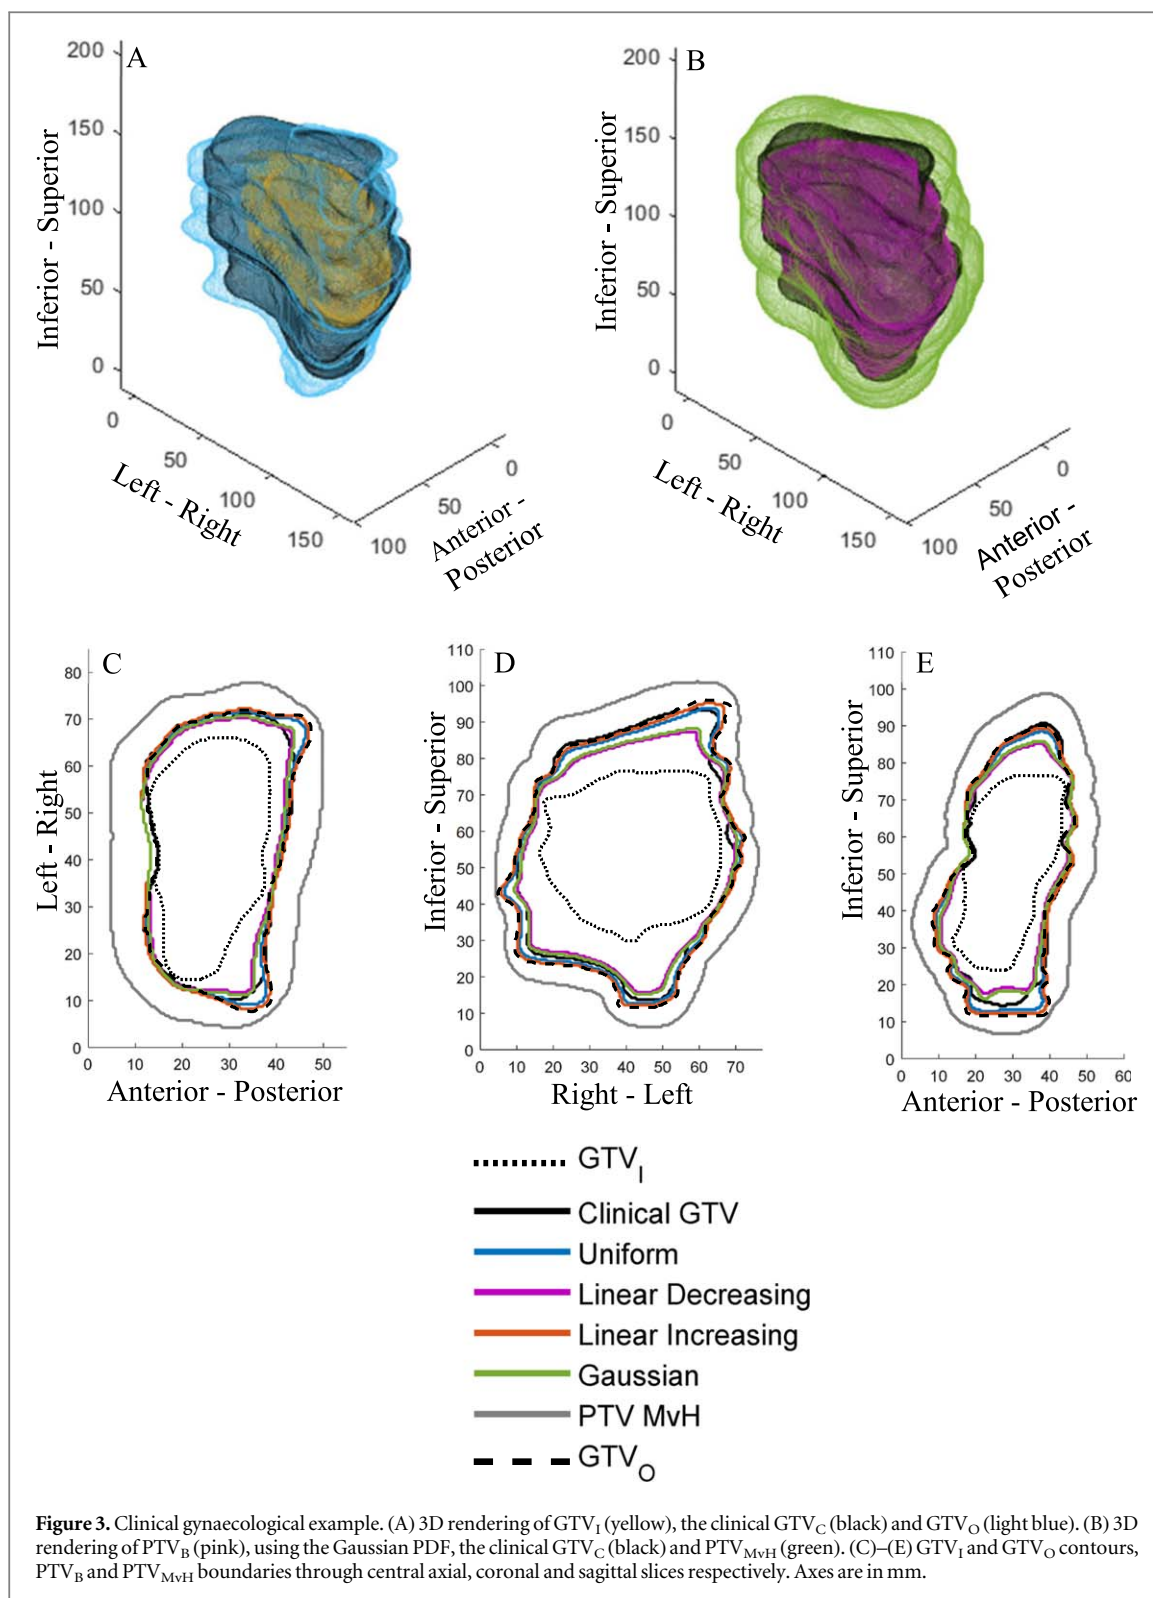 A
200
150
100
50
0
Inferior - Superior
0
50
100
150
Left - Right
0
50
100
Anterior -
Posterior
B
200
150
100
50
0
Inferior - Superior
0
50
100
150
Left - Right
0
50
100
Anterior -
Posterior
C
80
70
60
50
40
30
20
10
0
Left - Right
0 10 20 30 40 50
Anterior - Posterior
D
110
100
90
80
70
60
50
40
30
20
10
0
Inferior - Superior
0 10 20 30 40 50 60 70
Right - Left
E
110
100
90
80
70
60
50
40
30
20
10
0
Inferior - Superior
0 10 20 30 40 50 60
Anterior - Posterior
GTV_I
Clinical GTV
Uniform
Linear Decreasing
Linear Increasing
Gaussian
PTV MvH
GTV_O
Figure 3. Clinical gynaecological example. (A) 3D rendering of GTV_I (yellow), the clinical GTV_C (black) and GTV_O (light blue). (B) 3D
rendering of PTV_B (pink), using the Gaussian PDF, the clinical GTV_C (black) and PTV_MvH (green). (C)–(E) GTV_I and GTV_O contours,
PTV_B and PTV_MvH boundaries through central axial, coronal and sagittal slices respectively. Axes are in mm.